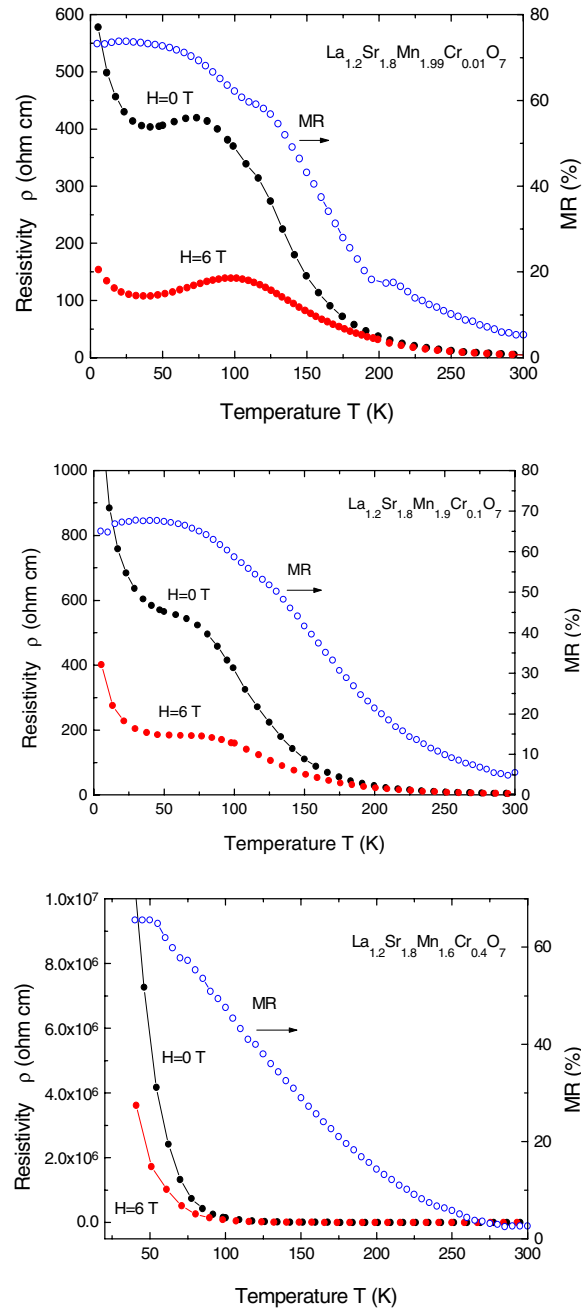 La1.2Sr1.8Mn1.99Cr0.01O7
H=0 T
MR
H=6 T
Resistivity ρ (ohm cm)
0 100 200 300 400 500 600
MR (%)
0 20 40 60 80
0 50 100 150 200 250 300
Temperature T (K)
La1.2Sr1.8Mn1.9Cr0.1O7
H=0 T
MR
H=6 T
Resistivity ρ (ohm cm)
0 200 400 600 800 1000
MR (%)
0 10 20 30 40 50 60 70 80
0 50 100 150 200 250 300
Temperature T (K)
La1.2Sr1.8Mn1.6Cr0.4O7
MR
H=0 T
H=6 T
Resistivity ρ (ohm cm)
0.0 2.0x10^6 4.0x10^6 6.0x10^6 8.0x10^6 1.0x10^7
MR (%)
0 20 40 60
50 100 150 200 250 300
Temperature T (K)